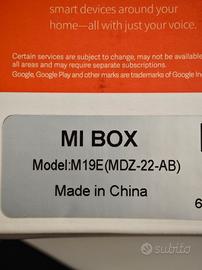 smart devices around your
home—all with just your voice.
Certain services are subject to change, may not be available in
all areas and may require separate subscriptions.
Google, Google Play and other marks are trademarks of Google
MI BOX
Model:M19E(MDZ-22-AB)
Made in China
6
subito